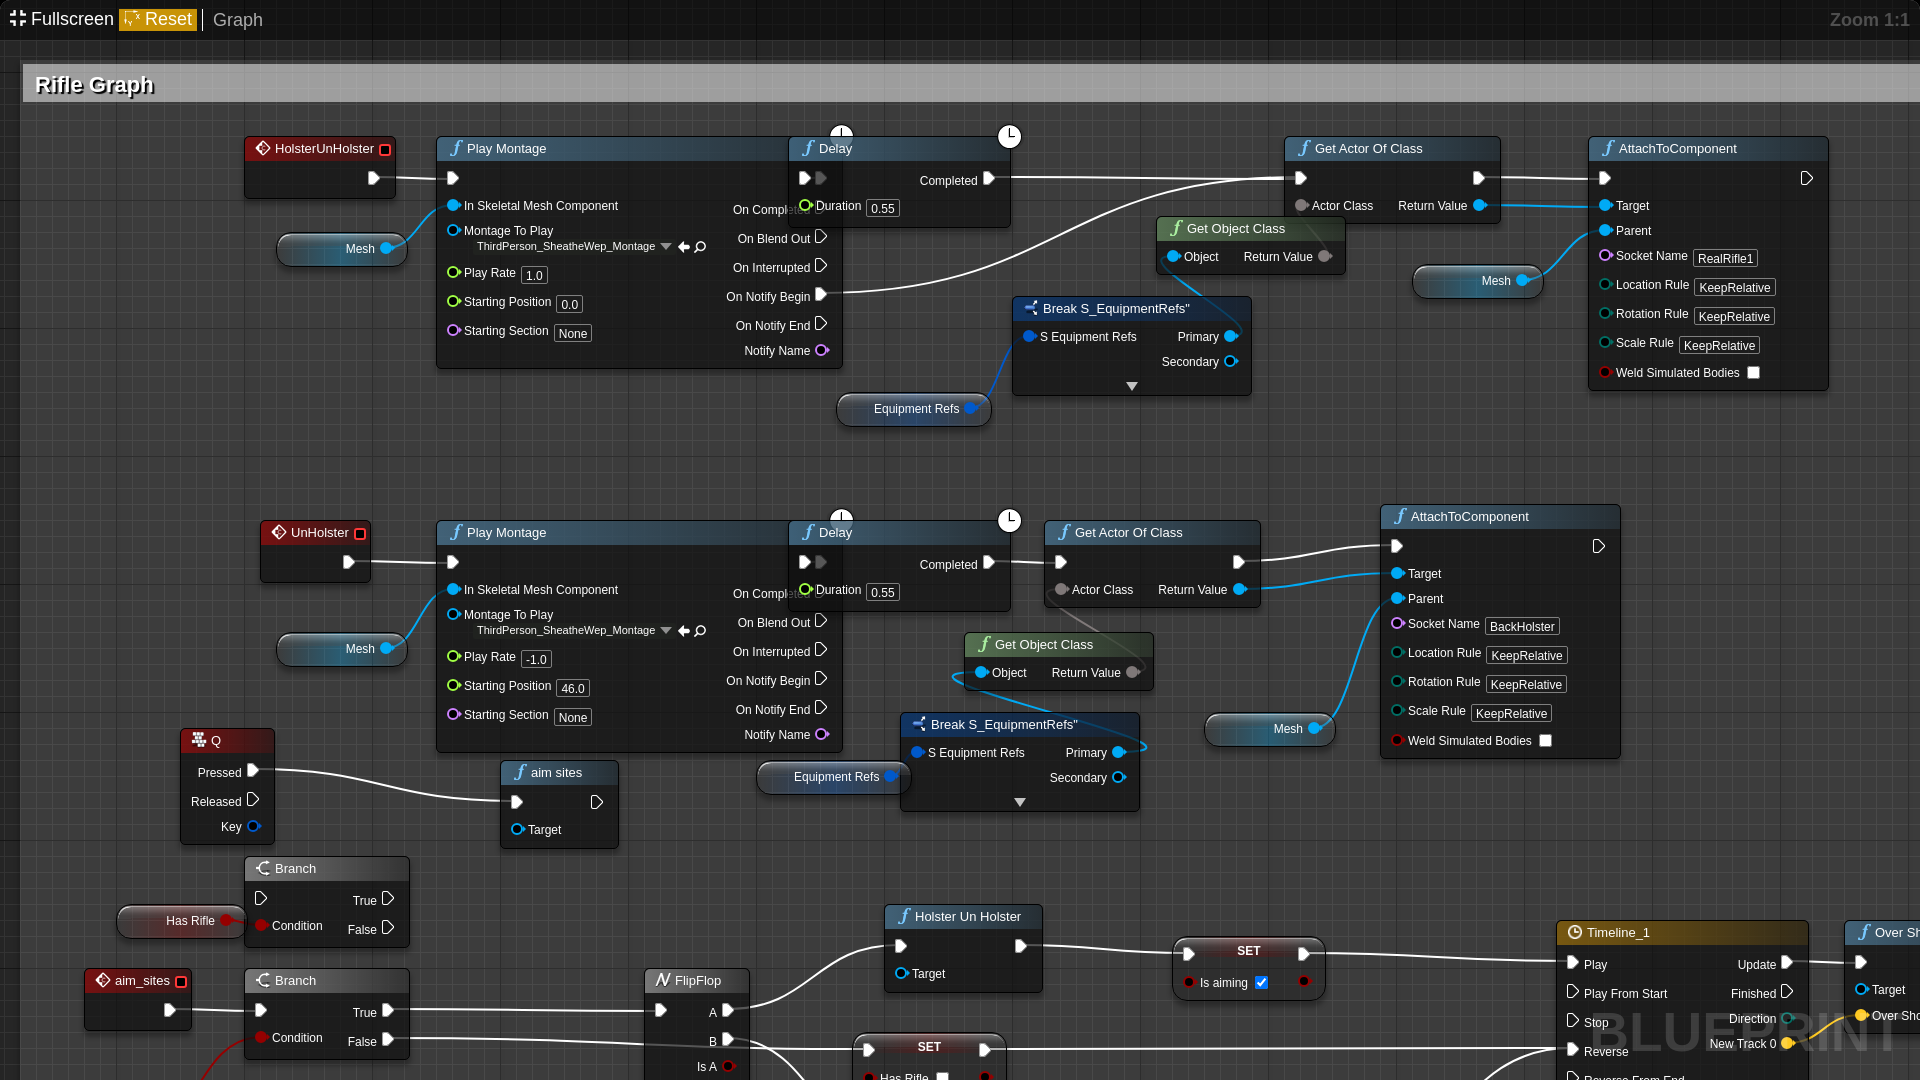 Fullscreen Reset Graph Zoom 1:1
Rifle Graph
HolsterUnHolster
Mesh
Play Montage
In Skeletal Mesh Component
Montage To Play
ThirdPerson_SheatheWep_Montage
Play Rate 1.0
Starting Position 0.0
Starting Section None
On Blend Out
On Interrupted
On Notify Begin
On Notify End
Notify Name
Delay
Completed
Duration 0.55
Get Actor Of Class
Actor Class Return Value
Get Object Class
Object Return Value
Break S_EquipmentRefs"
S Equipment Refs Primary
Secondary
Equipment Refs
Mesh
AttachToComponent
Target
Parent
Socket Name RealRifle1
Location Rule KeepRelative
Rotation Rule KeepRelative
Scale Rule KeepRelative
Weld Simulated Bodies
UnHolster
Mesh
Play Montage
In Skeletal Mesh Component
Montage To Play
ThirdPerson_SheatheWep_Montage
Play Rate -1.0
Starting Position 46.0
Starting Section None
On Blend Out
On Interrupted
On Notify Begin
On Notify End
Notify Name
Delay
Completed
Duration 0.55
Get Actor Of Class
Actor Class Return Value
Get Object Class
Object Return Value
Break S_EquipmentRefs"
S Equipment Refs Primary
Secondary
Equipment Refs
Mesh
AttachToComponent
Target
Parent
Socket Name BackHolster
Location Rule KeepRelative
Rotation Rule KeepRelative
Scale Rule KeepRelative
Weld Simulated Bodies
Q
Pressed
Released
Key
aim sites
Target
Branch
True
Condition
False
Has Rifle
aim_sites
Branch
True
Condition
False
FlipFlop
A
B
Is A
Holster Un Holster
Target
SET
Is aiming
SET
Has Rifle
Timeline_1
Play Update
Play From Start Finished
Stop Direction
New Track 0
Reverse
Reverse From End
Over Sh
Target
Over Sho
BLUEPRINT